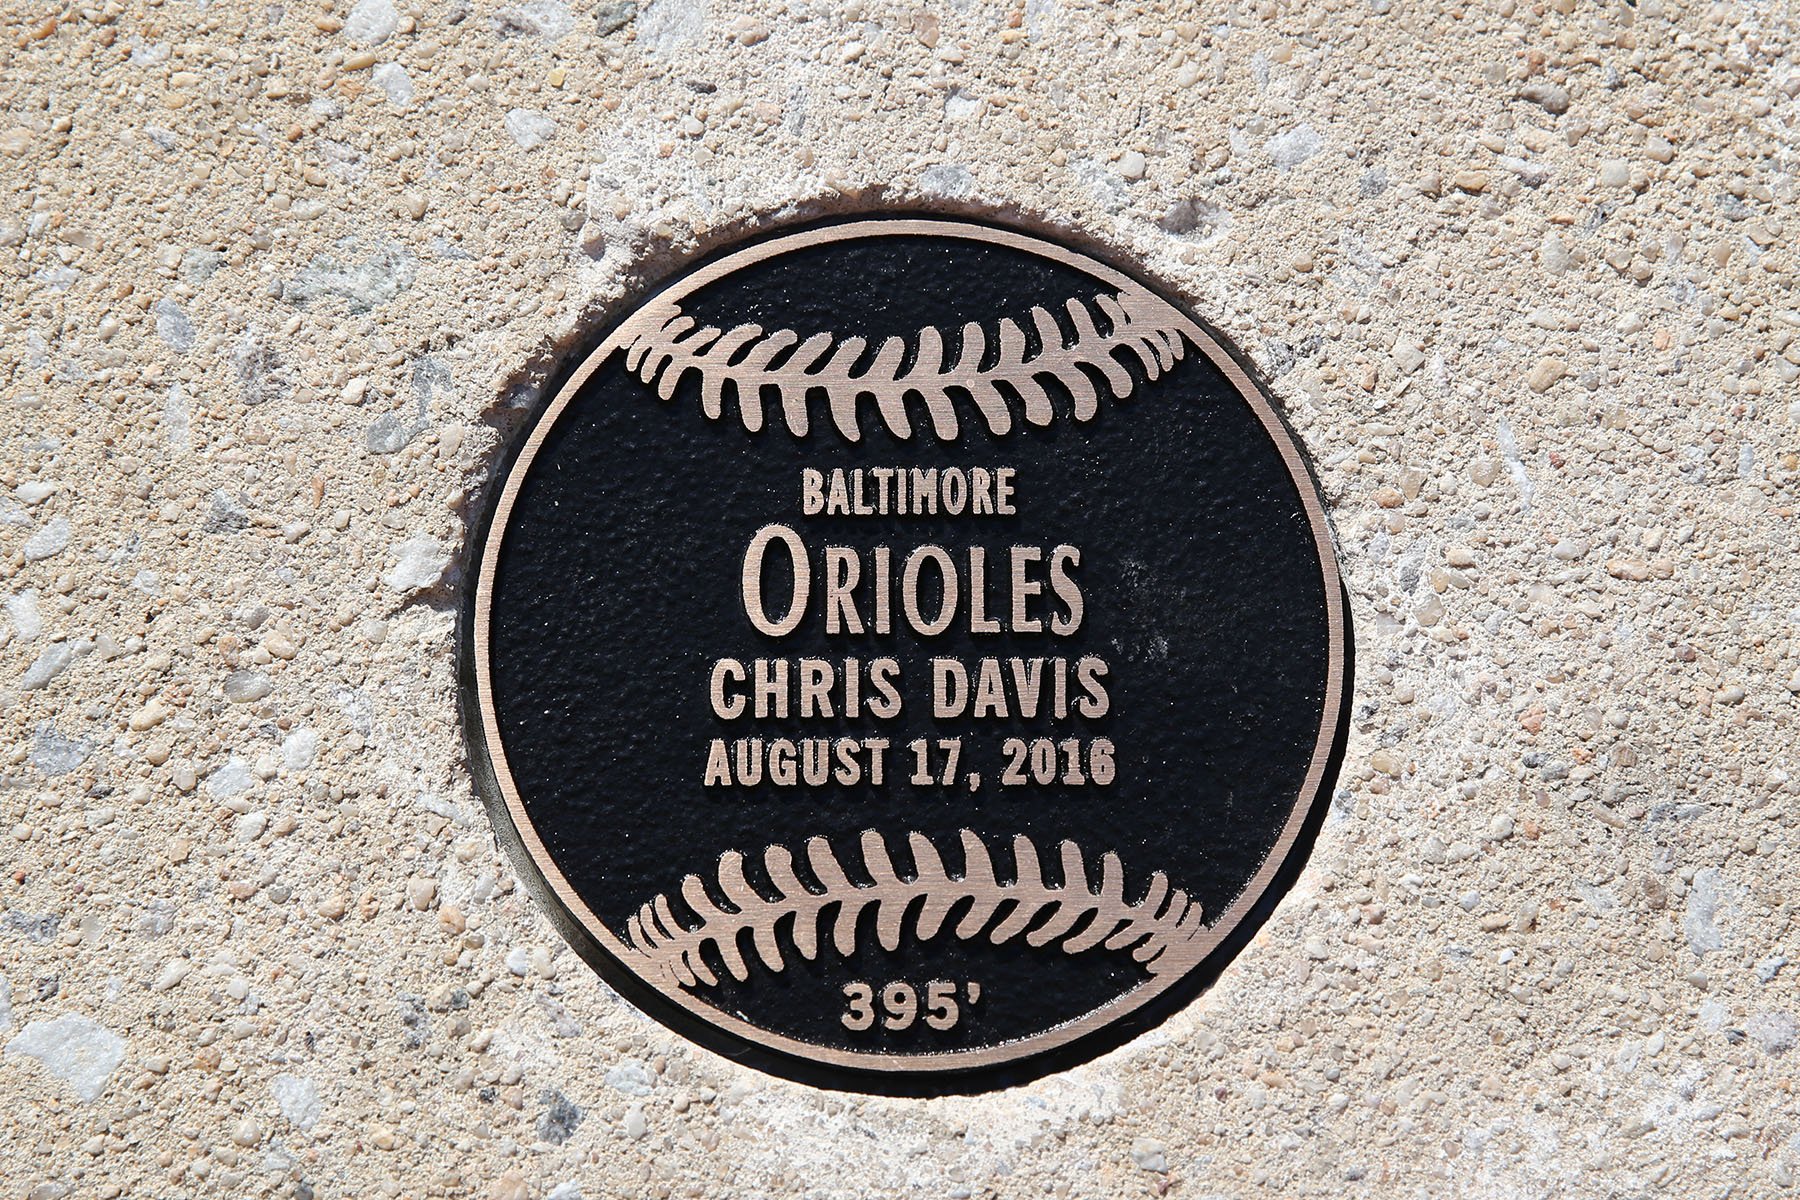 BALTIMORE
ORIOLES
CHRIS DAVIS
AUGUST 17, 2016
395'